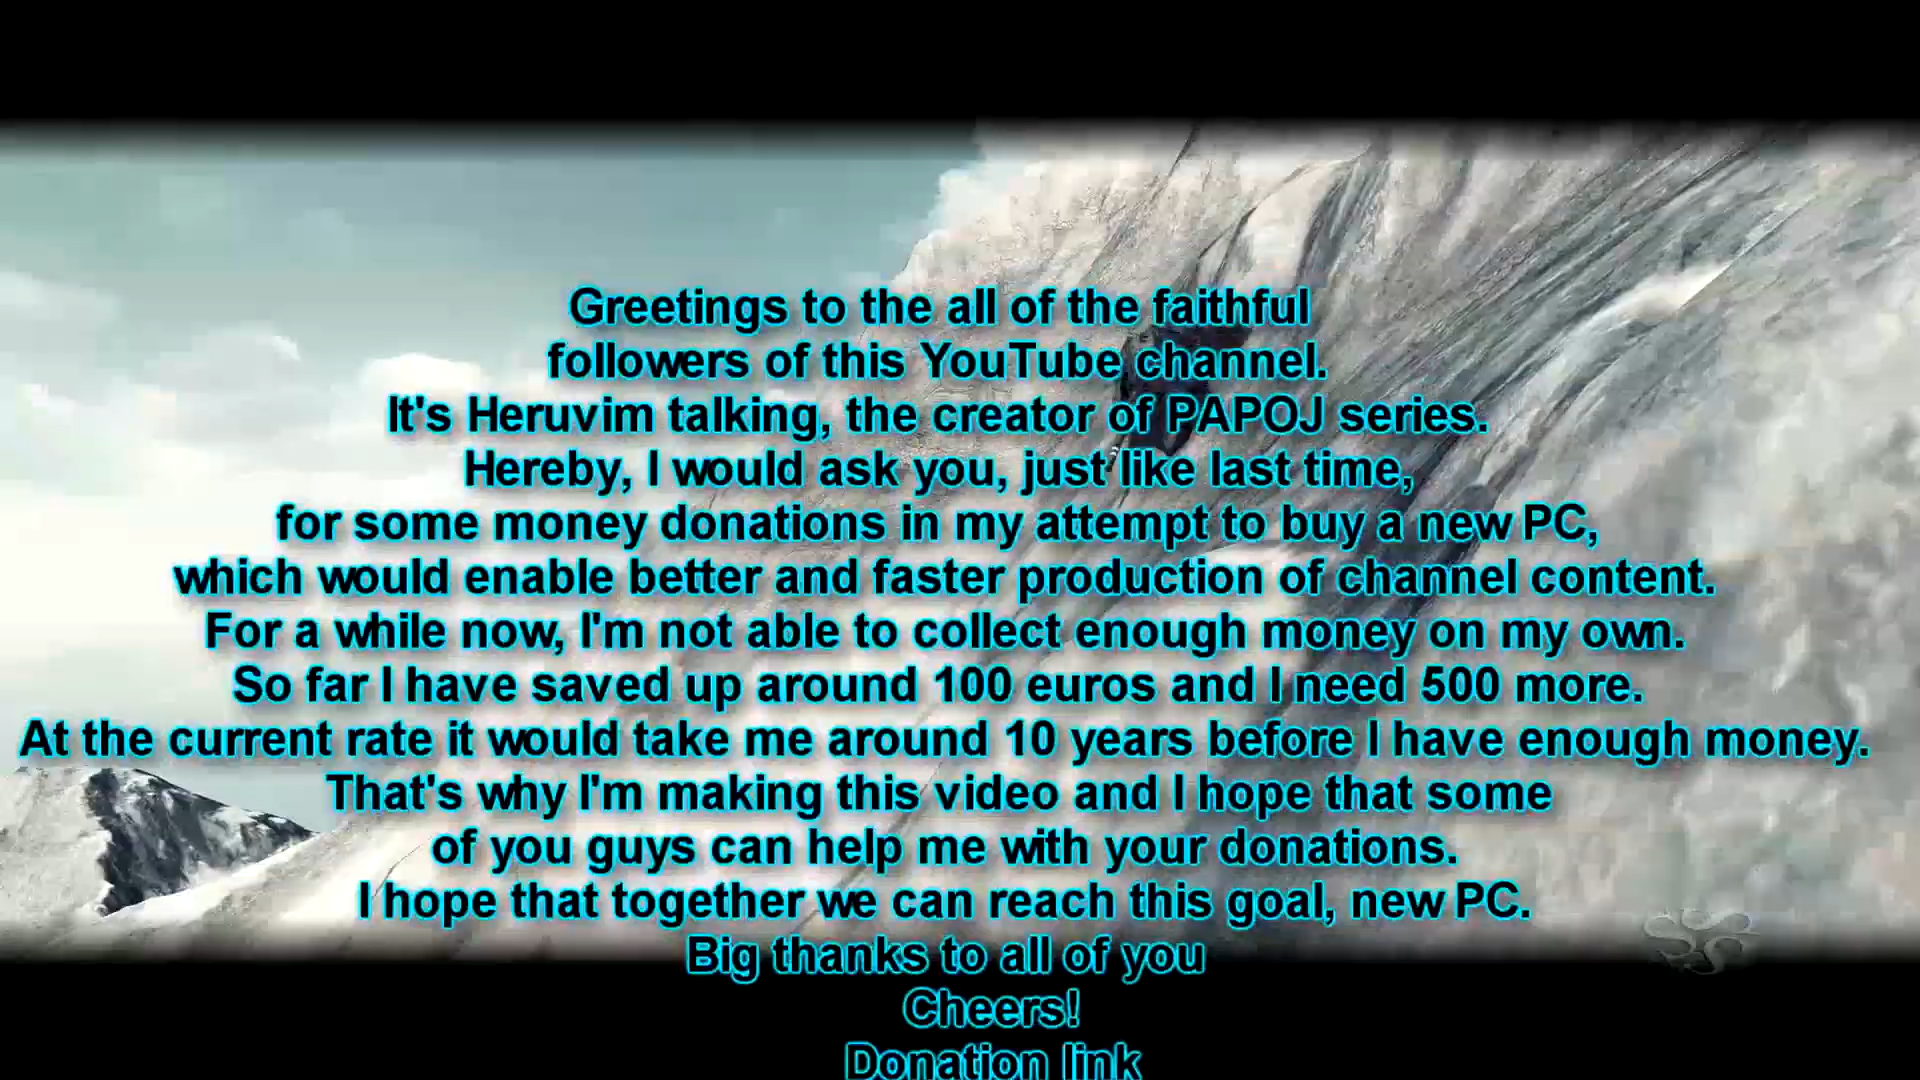 Greetings to the all of the faithful
followers of this YouTube channel.
It's Heruvim talking, the creator of PAPOJ series.
Hereby, I would ask you, just like last time,
for some money donations in my attempt to buy a new PC,
which would enable better and faster production of channel content.
For a while now, I'm not able to collect enough money on my own.
So far I have saved up around 100 euros and I need 500 more.
At the current rate it would take me around 10 years before I have enough money.
That's why I'm making this video and I hope that some
of you guys can help me with your donations.
I hope that together we can reach this goal, new PC.
Big thanks to all of you
Cheers!
Donation link